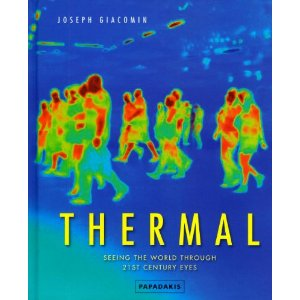 JOSEPH GIACOMIN
THERMAL
SEEING THE WORLD THROUGH
21ST CENTURY EYES
PAPADAKIS